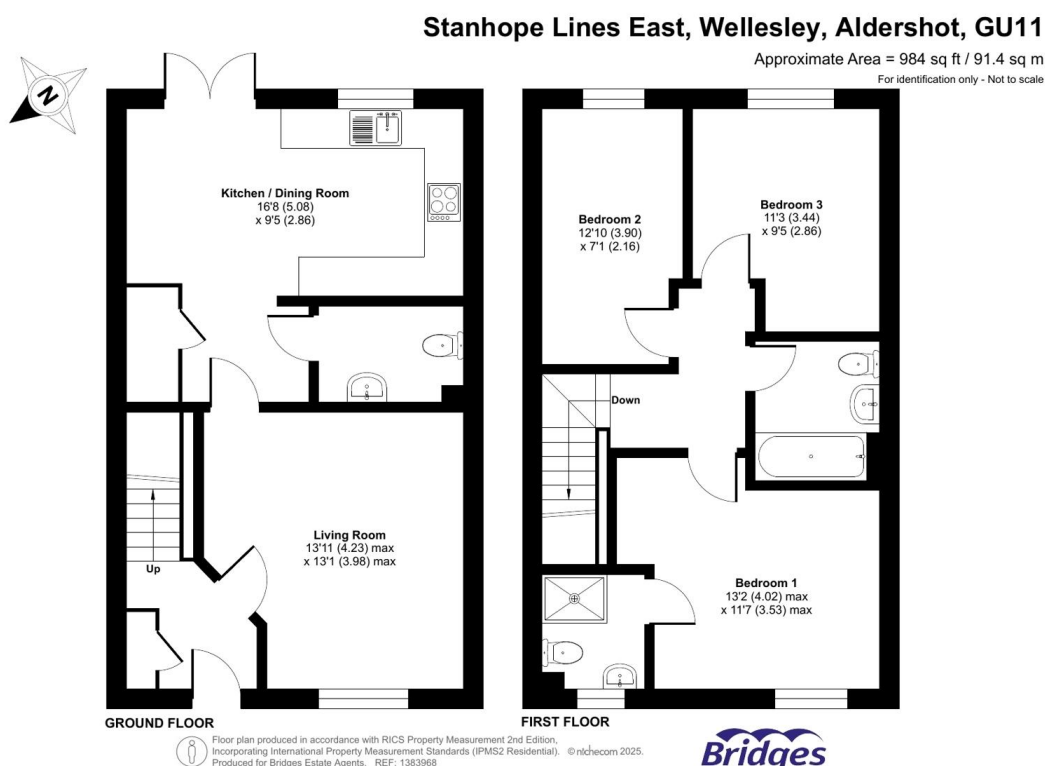 Stanhope Lines East, Wellesley, Aldershot, GU11
Approximate Area = 984 sq ft / 91.4 sq m
For identification only - Not to scale
N
Kitchen / Dining Room
16'8 (5.08)
x 9'5 (2.86)
Living Room
13'11 (4.23) max
x 13'1 (3.98) max
Up
GROUND FLOOR
Bedroom 2
12'10 (3.90)
x 7'1 (2.16)
Bedroom 3
11'3 (3.44)
x 9'5 (2.86)
Down
Bedroom 1
13'2 (4.02) max
x 11'7 (3.53) max
FIRST FLOOR
Floor plan produced in accordance with RICS Property Measurement 2nd Edition,
Incorporating International Property Measurement Standards (IPMS2 Residential). © ntchecom 2025.
Produced for Bridges Estate Agents. REF: 1383968
Bridges